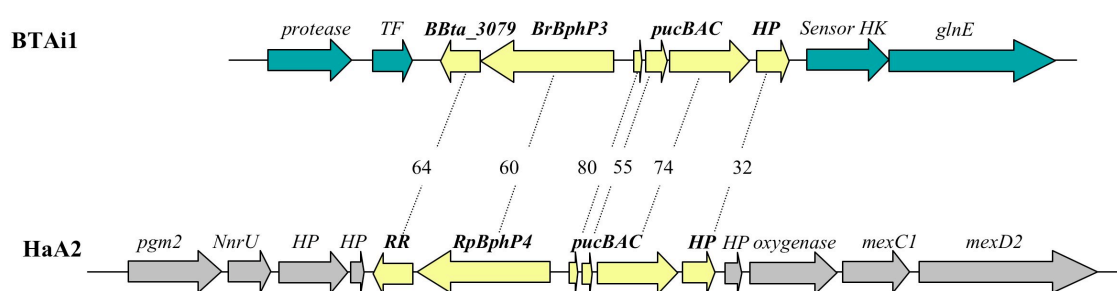 protease TF BBta_3079 BrBphP3 pucBAC HP Sensor HK glnE
BTAi1
64 60 80 55 74 32
pgm2 NnrU HP HP RR RpBphP4 pucBAC HP HP oxygenase mexC1 mexD2
HaA2